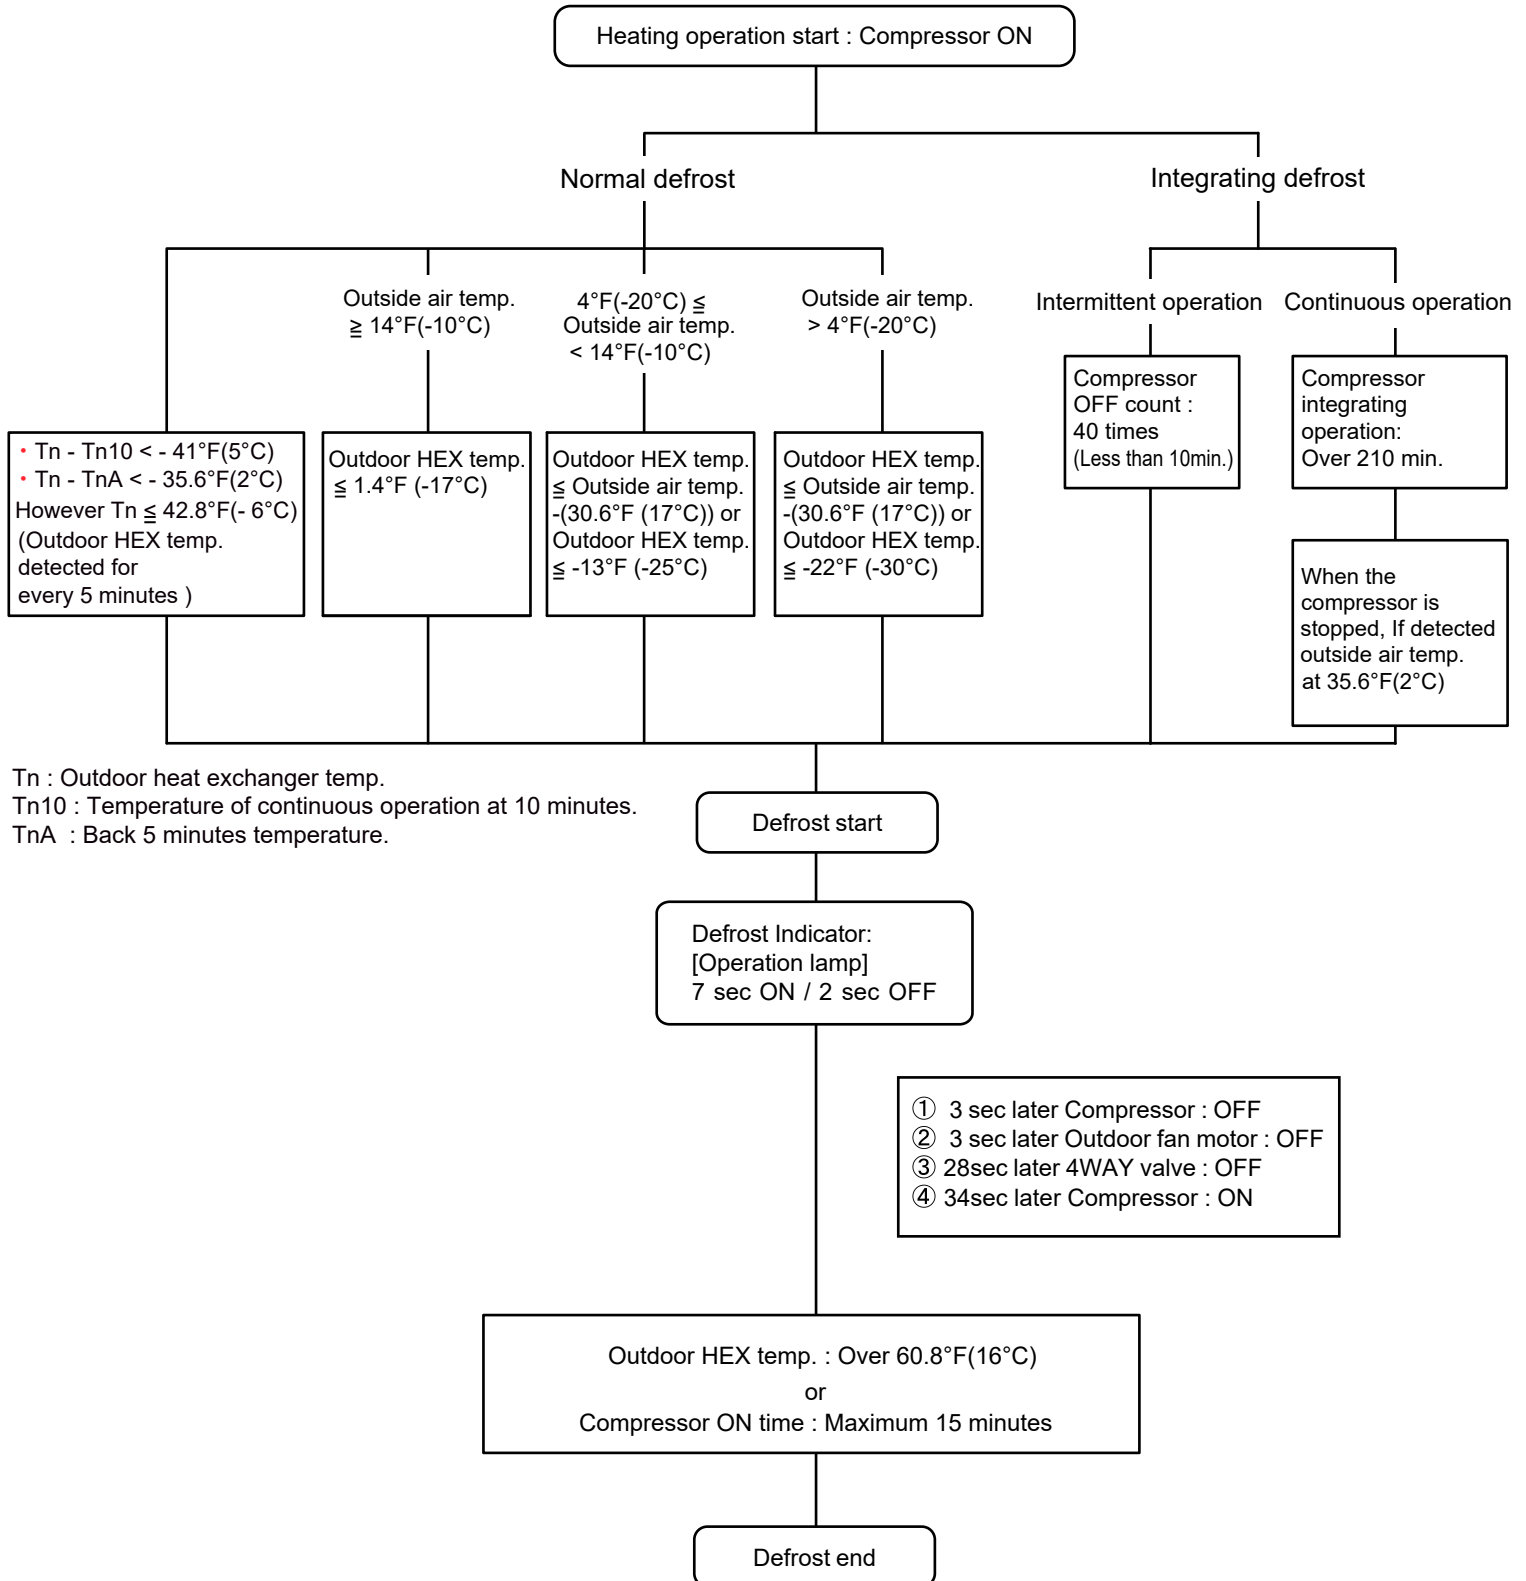 Heating operation start : Compressor ON
Normal defrost
Integrating defrost
Outside air temp.
≧ 14°F(-10°C)
4°F(-20°C) ≦
Outside air temp.
< 14°F(-10°C)
Outside air temp.
> 4°F(-20°C)
Intermittent operation
Continuous operation
・Tn - Tn10 < - 41°F(5°C)
・Tn - TnA < - 35.6°F(2°C)
However Tn ≦ 42.8°F(- 6°C)
(Outdoor HEX temp.
detected for
every 5 minutes )
Outdoor HEX temp.
≦ 1.4°F (-17°C)
Outdoor HEX temp.
≦ Outside air temp.
-(30.6°F (17°C)) or
Outdoor HEX temp.
≦ -13°F (-25°C)
Outdoor HEX temp.
≦ Outside air temp.
-(30.6°F (17°C)) or
Outdoor HEX temp.
≦ -22°F (-30°C)
Compressor
OFF count :
40 times
(Less than 10min.)
Compressor
integrating
operation:
Over 210 min.
When the
compressor is
stopped, If detected
outside air temp.
at 35.6°F(2°C)
Tn : Outdoor heat exchanger temp.
Tn10 : Temperature of continuous operation at 10 minutes.
TnA : Back 5 minutes temperature.
Defrost start
Defrost Indicator:
[Operation lamp]
7 sec ON / 2 sec OFF
① 3 sec later Compressor : OFF
② 3 sec later Outdoor fan motor : OFF
③ 28sec later 4WAY valve : OFF
④ 34sec later Compressor : ON
Outdoor HEX temp. : Over 60.8°F(16°C)
or
Compressor ON time : Maximum 15 minutes
Defrost end